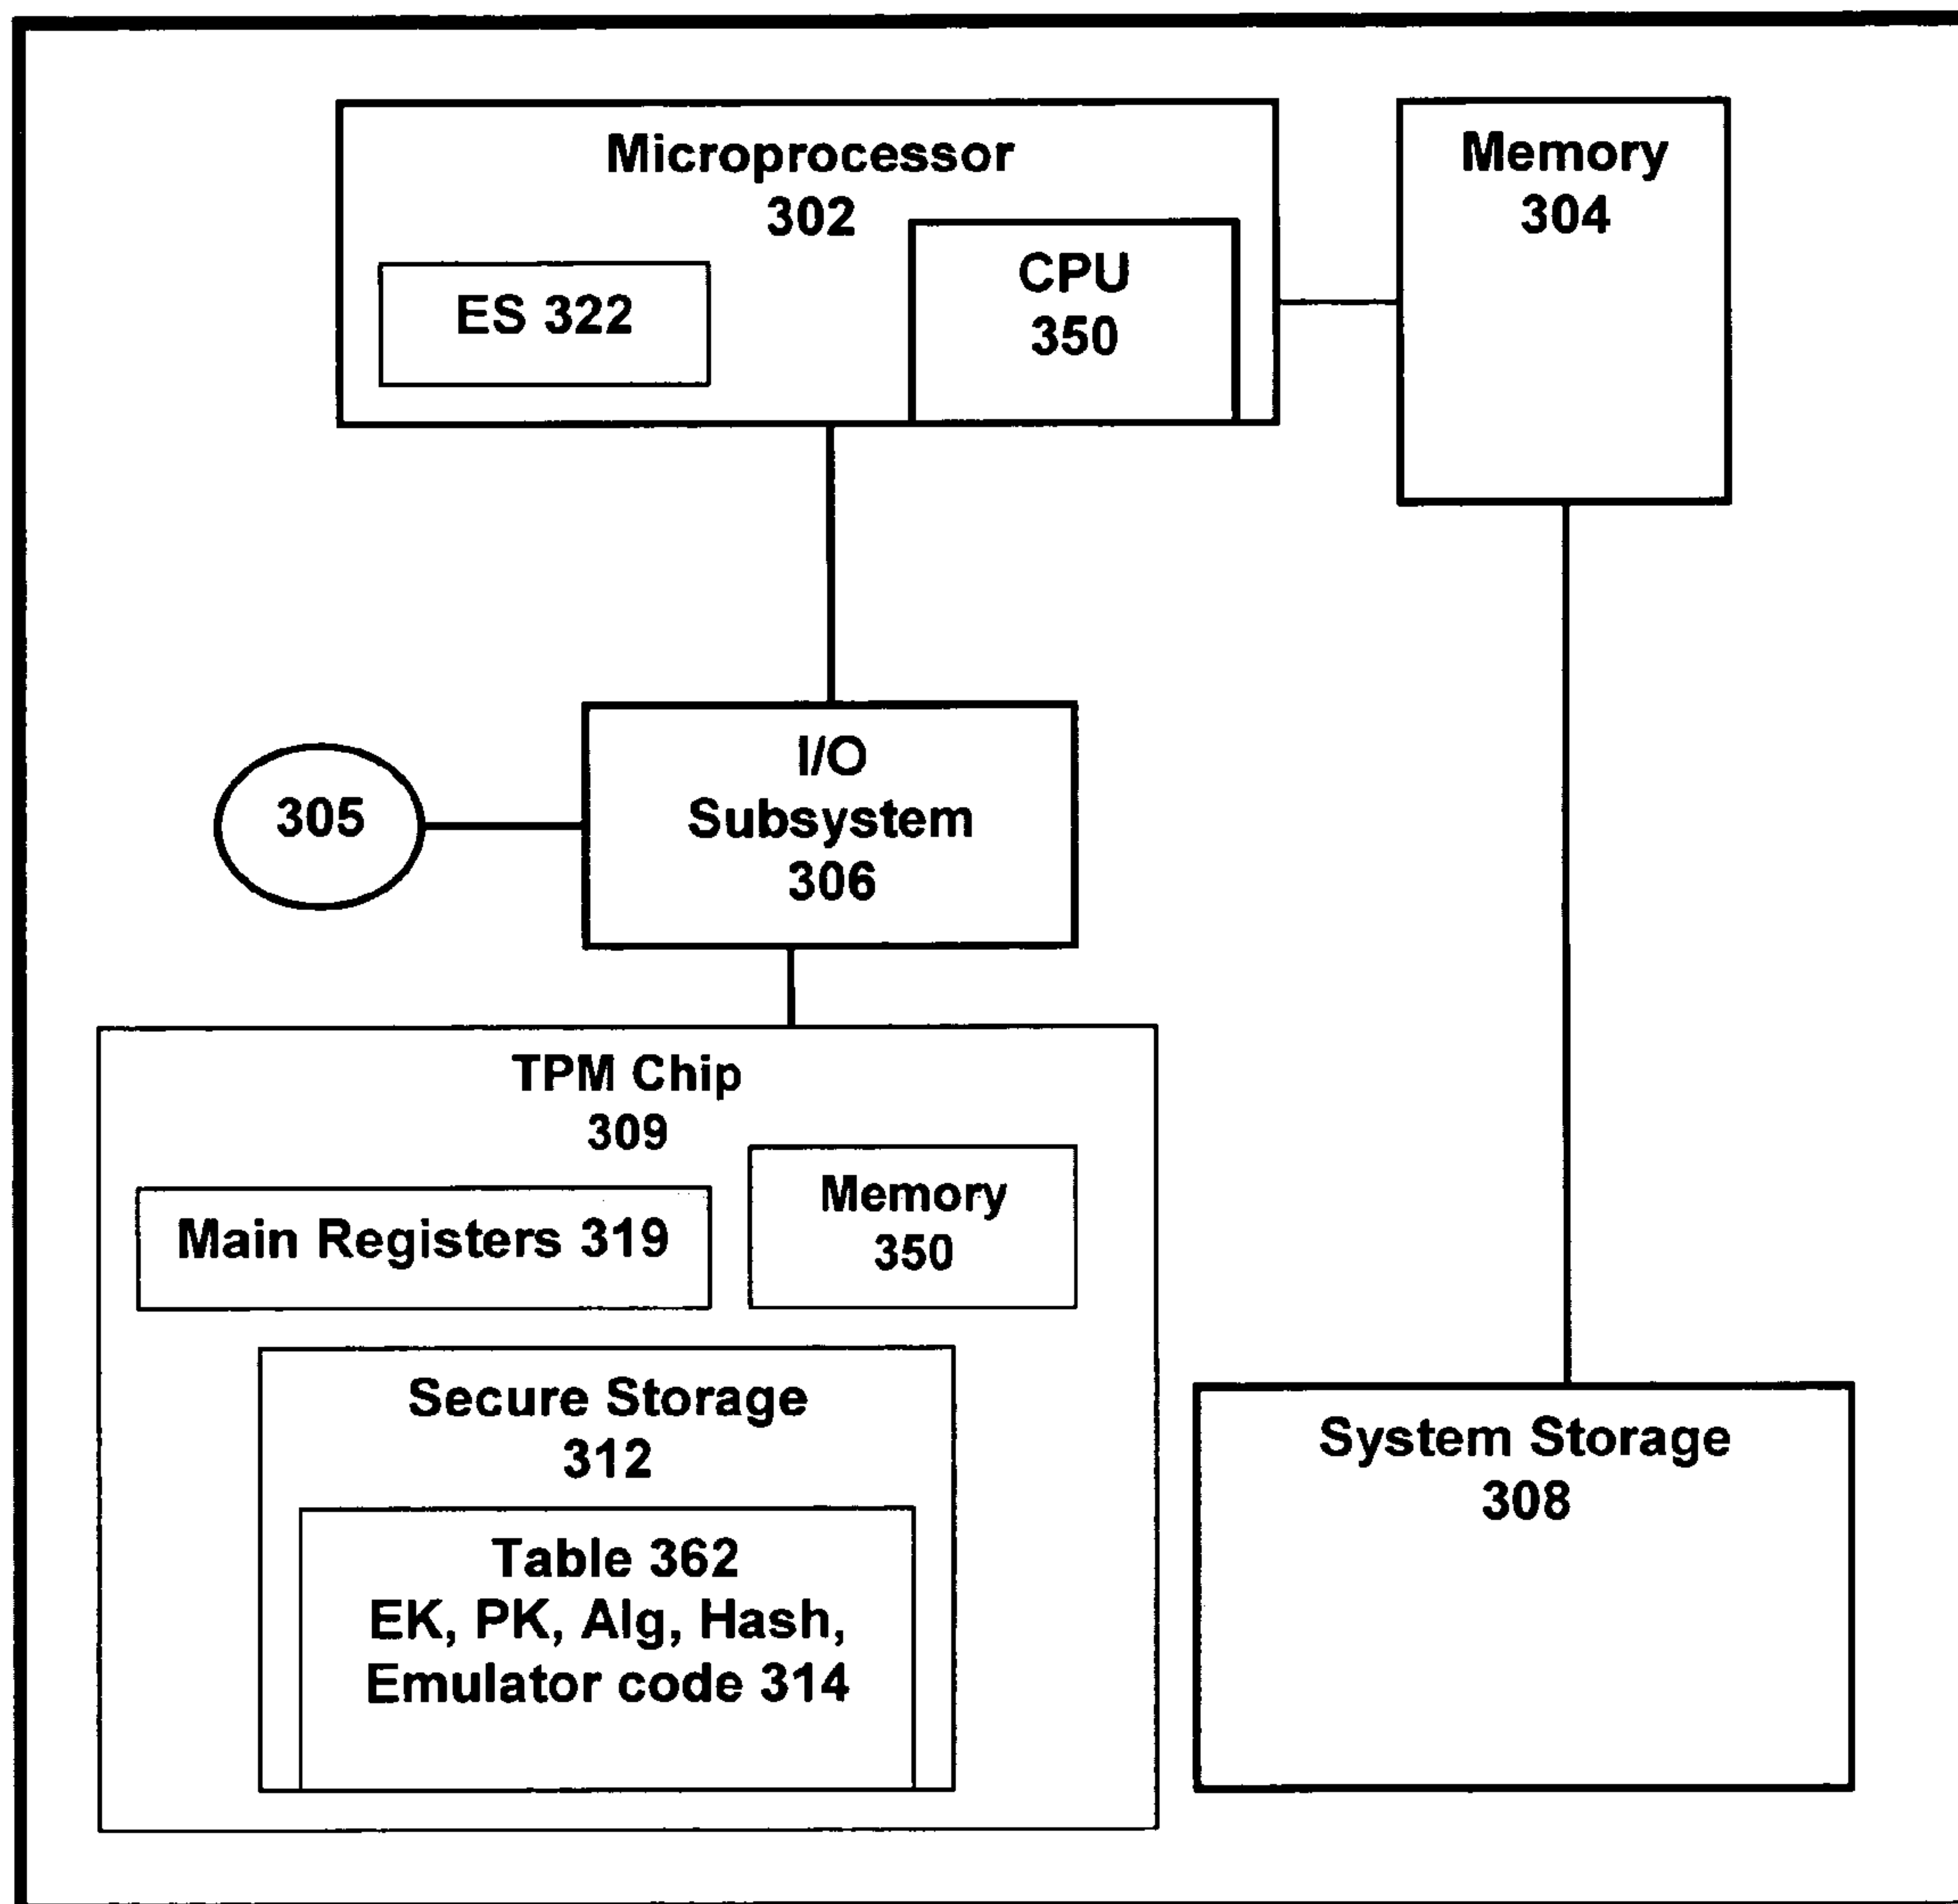 Microprocessor
302
ES 322
CPU
350
Memory
304
305
I/O
Subsystem
306
TPM Chip
309
Main Registers 319
Memory
350
Secure Storage
312
Table 362
EK, PK, Alg, Hash,
Emulator code 314
System Storage
308